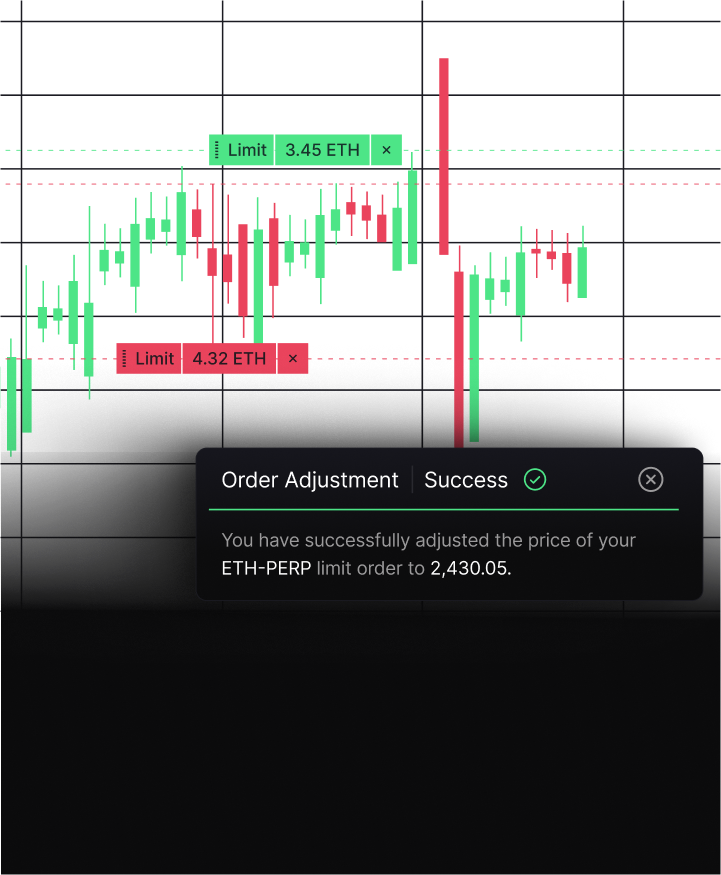 Limit 3.45 ETH ×
Limit 4.32 ETH ×
Order Adjustment Success
You have successfully adjusted the price of your
ETH-PERP limit order to 2,430.05.